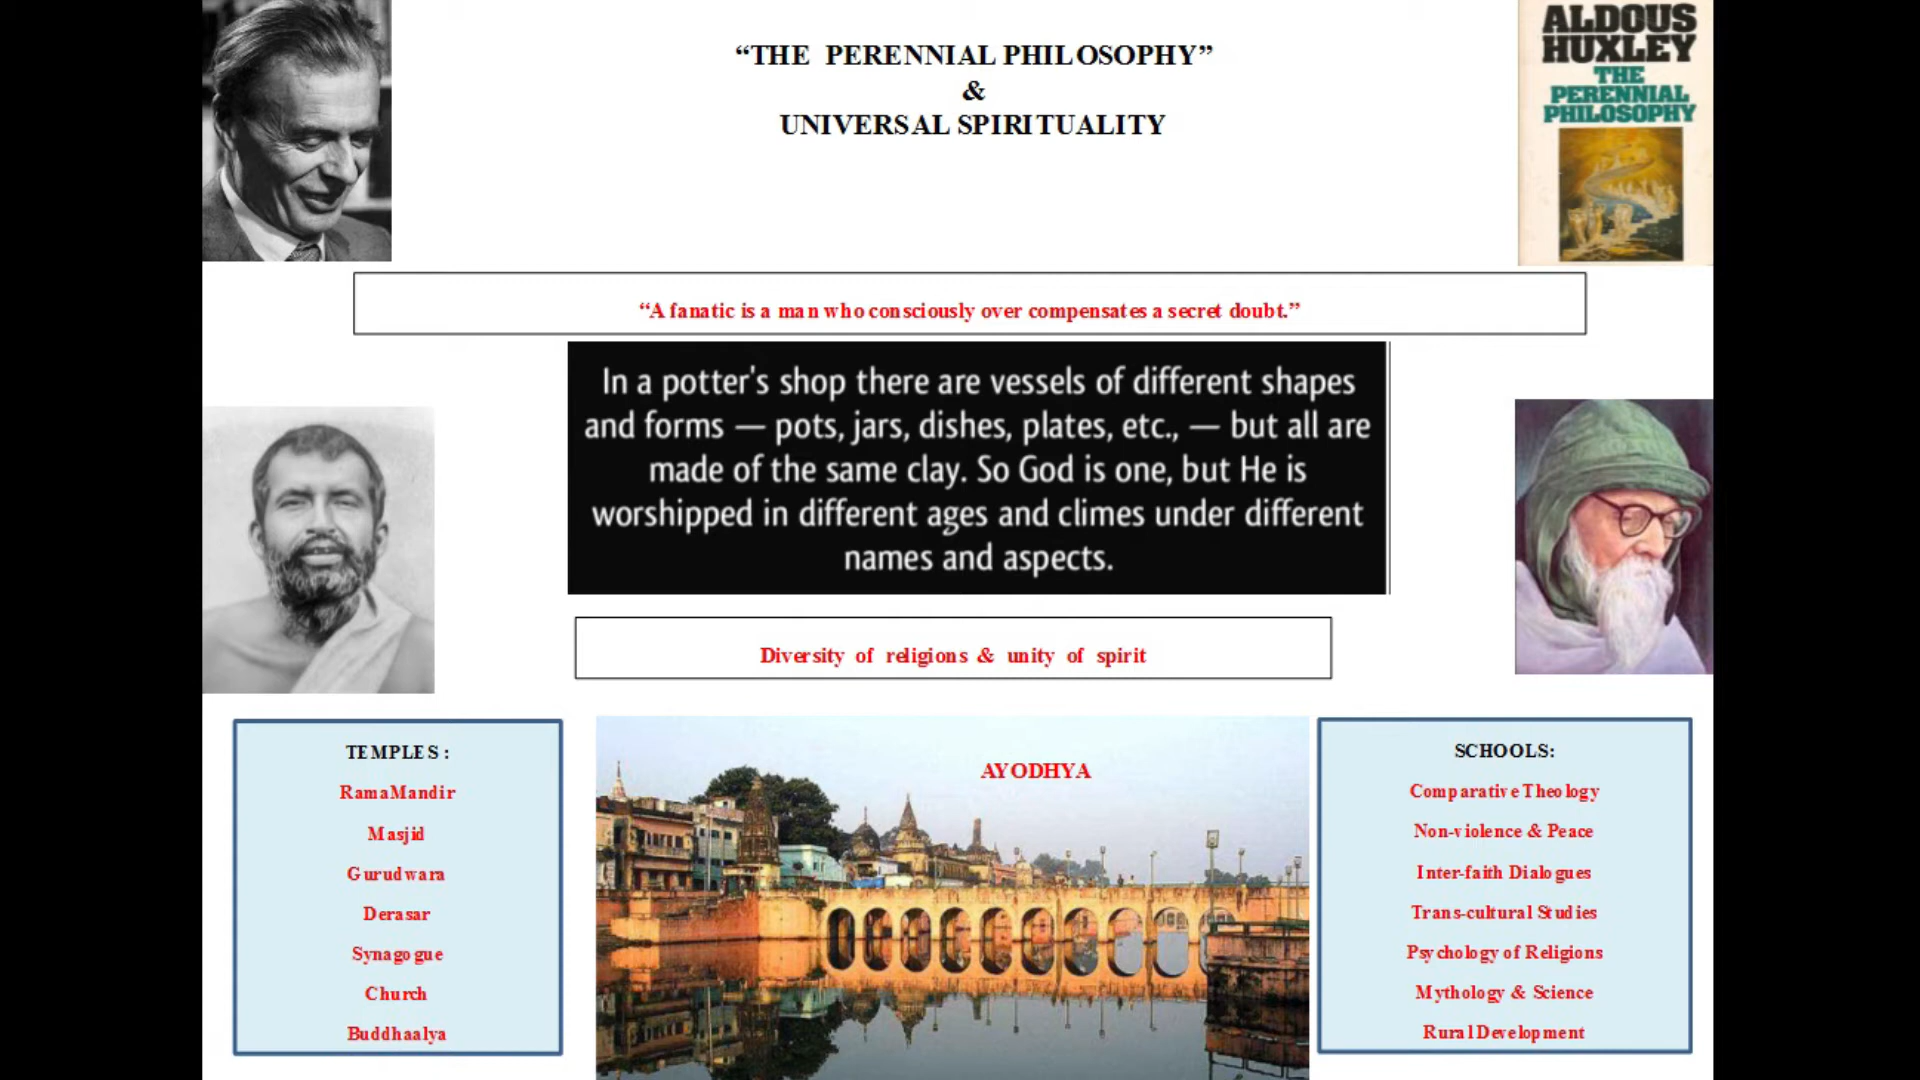 “THE PERENNIAL PHILOSOPHY”
&
UNIVERSAL SPIRITUALITY
ALDOUS
HUXLEY
THE
PERENNIAL
PHILOSOPHY
“A fanatic is a man who consciously over compensates a secret doubt.”
In a potter's shop there are vessels of different shapes
and forms — pots, jars, dishes, plates, etc., — but all are
made of the same clay. So God is one, but He is
worshipped in different ages and climes under different
names and aspects.
Diversity of religions & unity of spirit
TEMPLES :
RamaMandir
Masjid
Gurudwara
Derasar
Synagogue
Church
Buddhaalya
AYODHYA
SCHOOLS:
Comparative Theology
Non-violence & Peace
Inter-faith Dialogues
Trans-cultural Studies
Psychology of Religions
Mythology & Science
Rural Development